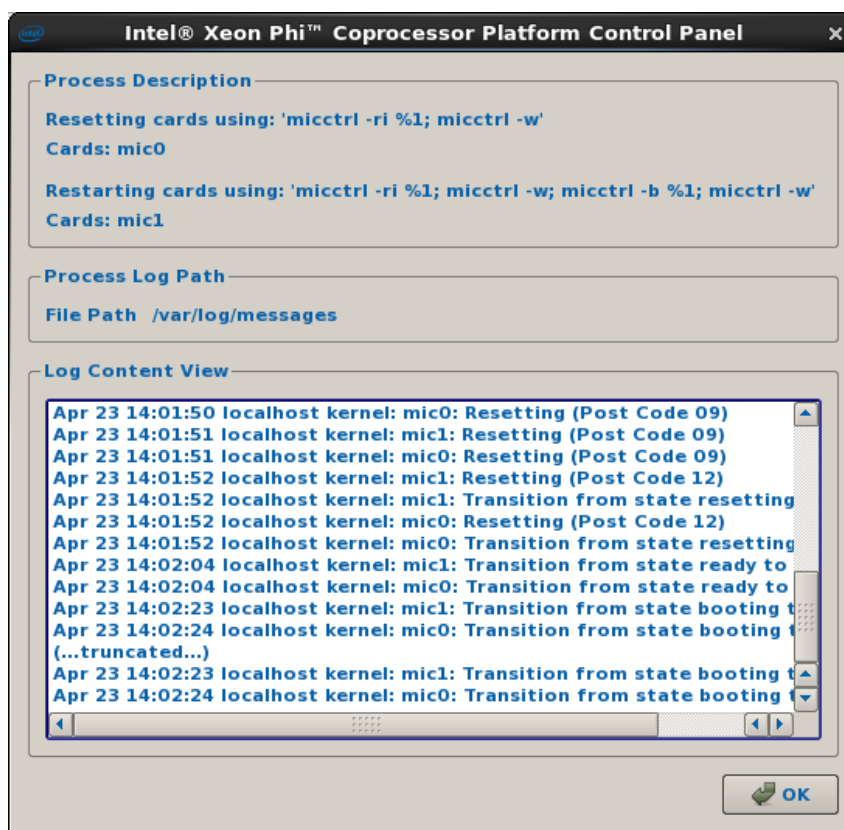 Intel® Xeon Phi™ Coprocessor Platform Control Panel
Process Description
Resetting cards using: 'micctrl -ri %1; micctrl -w'
Cards: mic0
Restarting cards using: 'micctrl -ri %1; micctrl -w; micctrl -b %1; micctrl -w'
Cards: mic1
Process Log Path
File Path /var/log/messages
Log Content View
Apr 23 14:01:50 localhost kernel: mic0: Resetting (Post Code 09)
Apr 23 14:01:51 localhost kernel: mic1: Resetting (Post Code 09)
Apr 23 14:01:51 localhost kernel: mic0: Resetting (Post Code 09)
Apr 23 14:01:52 localhost kernel: mic1: Resetting (Post Code 12)
Apr 23 14:01:52 localhost kernel: mic1: Transition from state resetting
Apr 23 14:01:52 localhost kernel: mic0: Resetting (Post Code 12)
Apr 23 14:01:52 localhost kernel: mic0: Transition from state resetting
Apr 23 14:02:04 localhost kernel: mic1: Transition from state ready to
Apr 23 14:02:04 localhost kernel: mic0: Transition from state ready to
Apr 23 14:02:23 localhost kernel: mic1: Transition from state booting t
Apr 23 14:02:24 localhost kernel: mic0: Transition from state booting t
(...truncated...)
Apr 23 14:02:23 localhost kernel: mic1: Transition from state booting t
Apr 23 14:02:24 localhost kernel: mic0: Transition from state booting t
OK